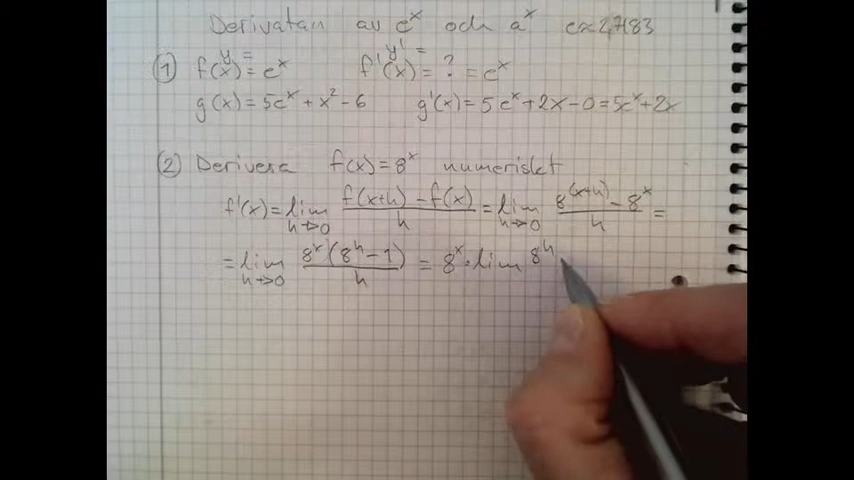 Derivatan av e^x och a^x e≈2,7183
① y = f(x) = e^x y' = f'(x) = ? = e^x
g(x) = 5e^x + x² - 6 g'(x) = 5e^x + 2x - 0 = 5e^x + 2x
② Derivera f(x) = 8^x numeriskt
f'(x) = lim h→0 (f(x+h) - f(x))/h = lim h→0 (8^(x+h) - 8^x)/h =
= lim h→0 (8^x(8^h - 1))/h = 8^x · lim 8^h